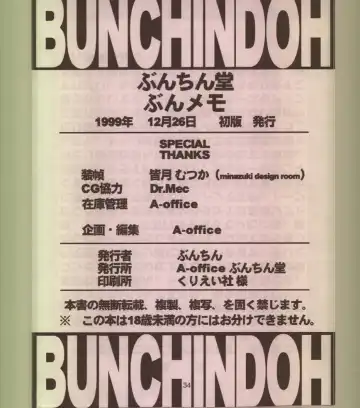 BUNCHINDOH
ぶんちん堂
ぶんメモ
1999年 12月26日 初版 発行
SPECIAL
THANKS
装幀 皆月 むつか（minazuki design room）
CG協力 Dr.Mec
在庫管理 A-office
企画・編集 A-office
発行者 ぶんちん
発行所 A-office ぶんちん堂
印刷所 くりえい社 様
本書の無断転載、複製、複写、を固く禁じます。
※ この本は18歳未満の方にはお分けできません。
34
BUNCHINDOH